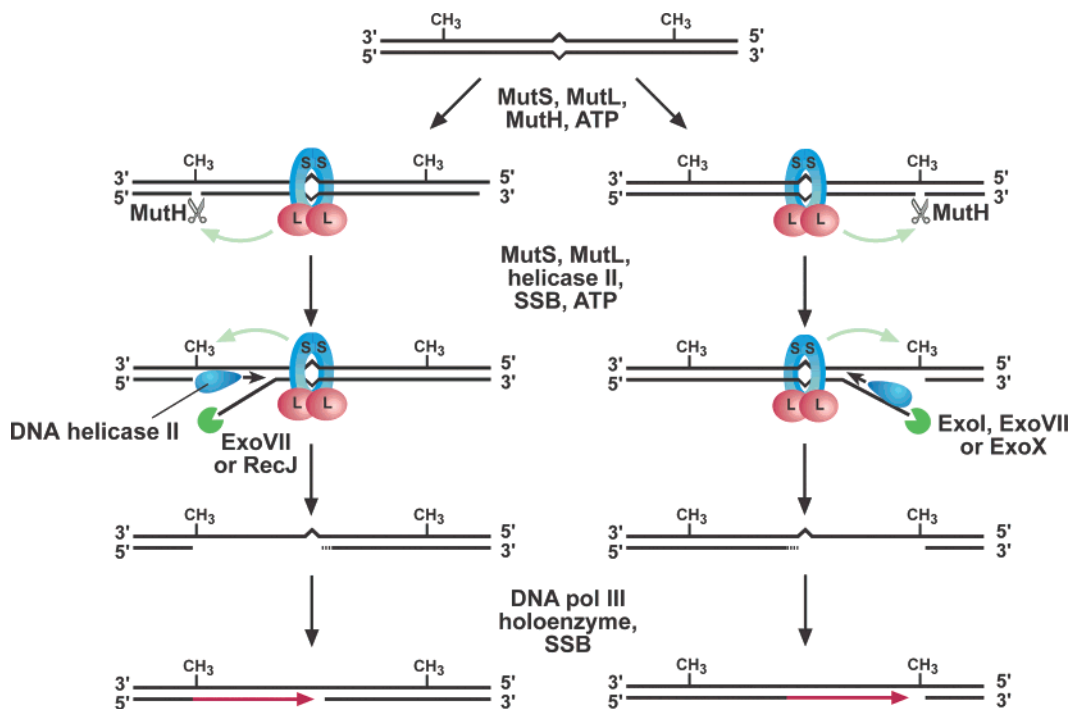 CH3 CH3
3' 5'
5' 3'
MutS, MutL,
MutH, ATP
CH3 S S CH3
3' 5'
5' 3'
MutH L L
CH3 S S CH3
3' 5'
5' 3'
L L MutH
MutS, MutL,
helicase II,
SSB, ATP
CH3 S S CH3
3' 5'
5' 3'
L L
DNA helicase II
ExoVII
or RecJ
S S CH3
CH3
3' 5'
5' 3'
L L
ExoI, ExoVII
or ExoX
CH3 CH3
3' 5'
5' 3'
CH3 CH3
3' 5'
5' 3'
DNA pol III
holoenzyme,
SSB
CH3 CH3
3' 5'
5' 3'
CH3 CH3
3' 5'
5' 3'